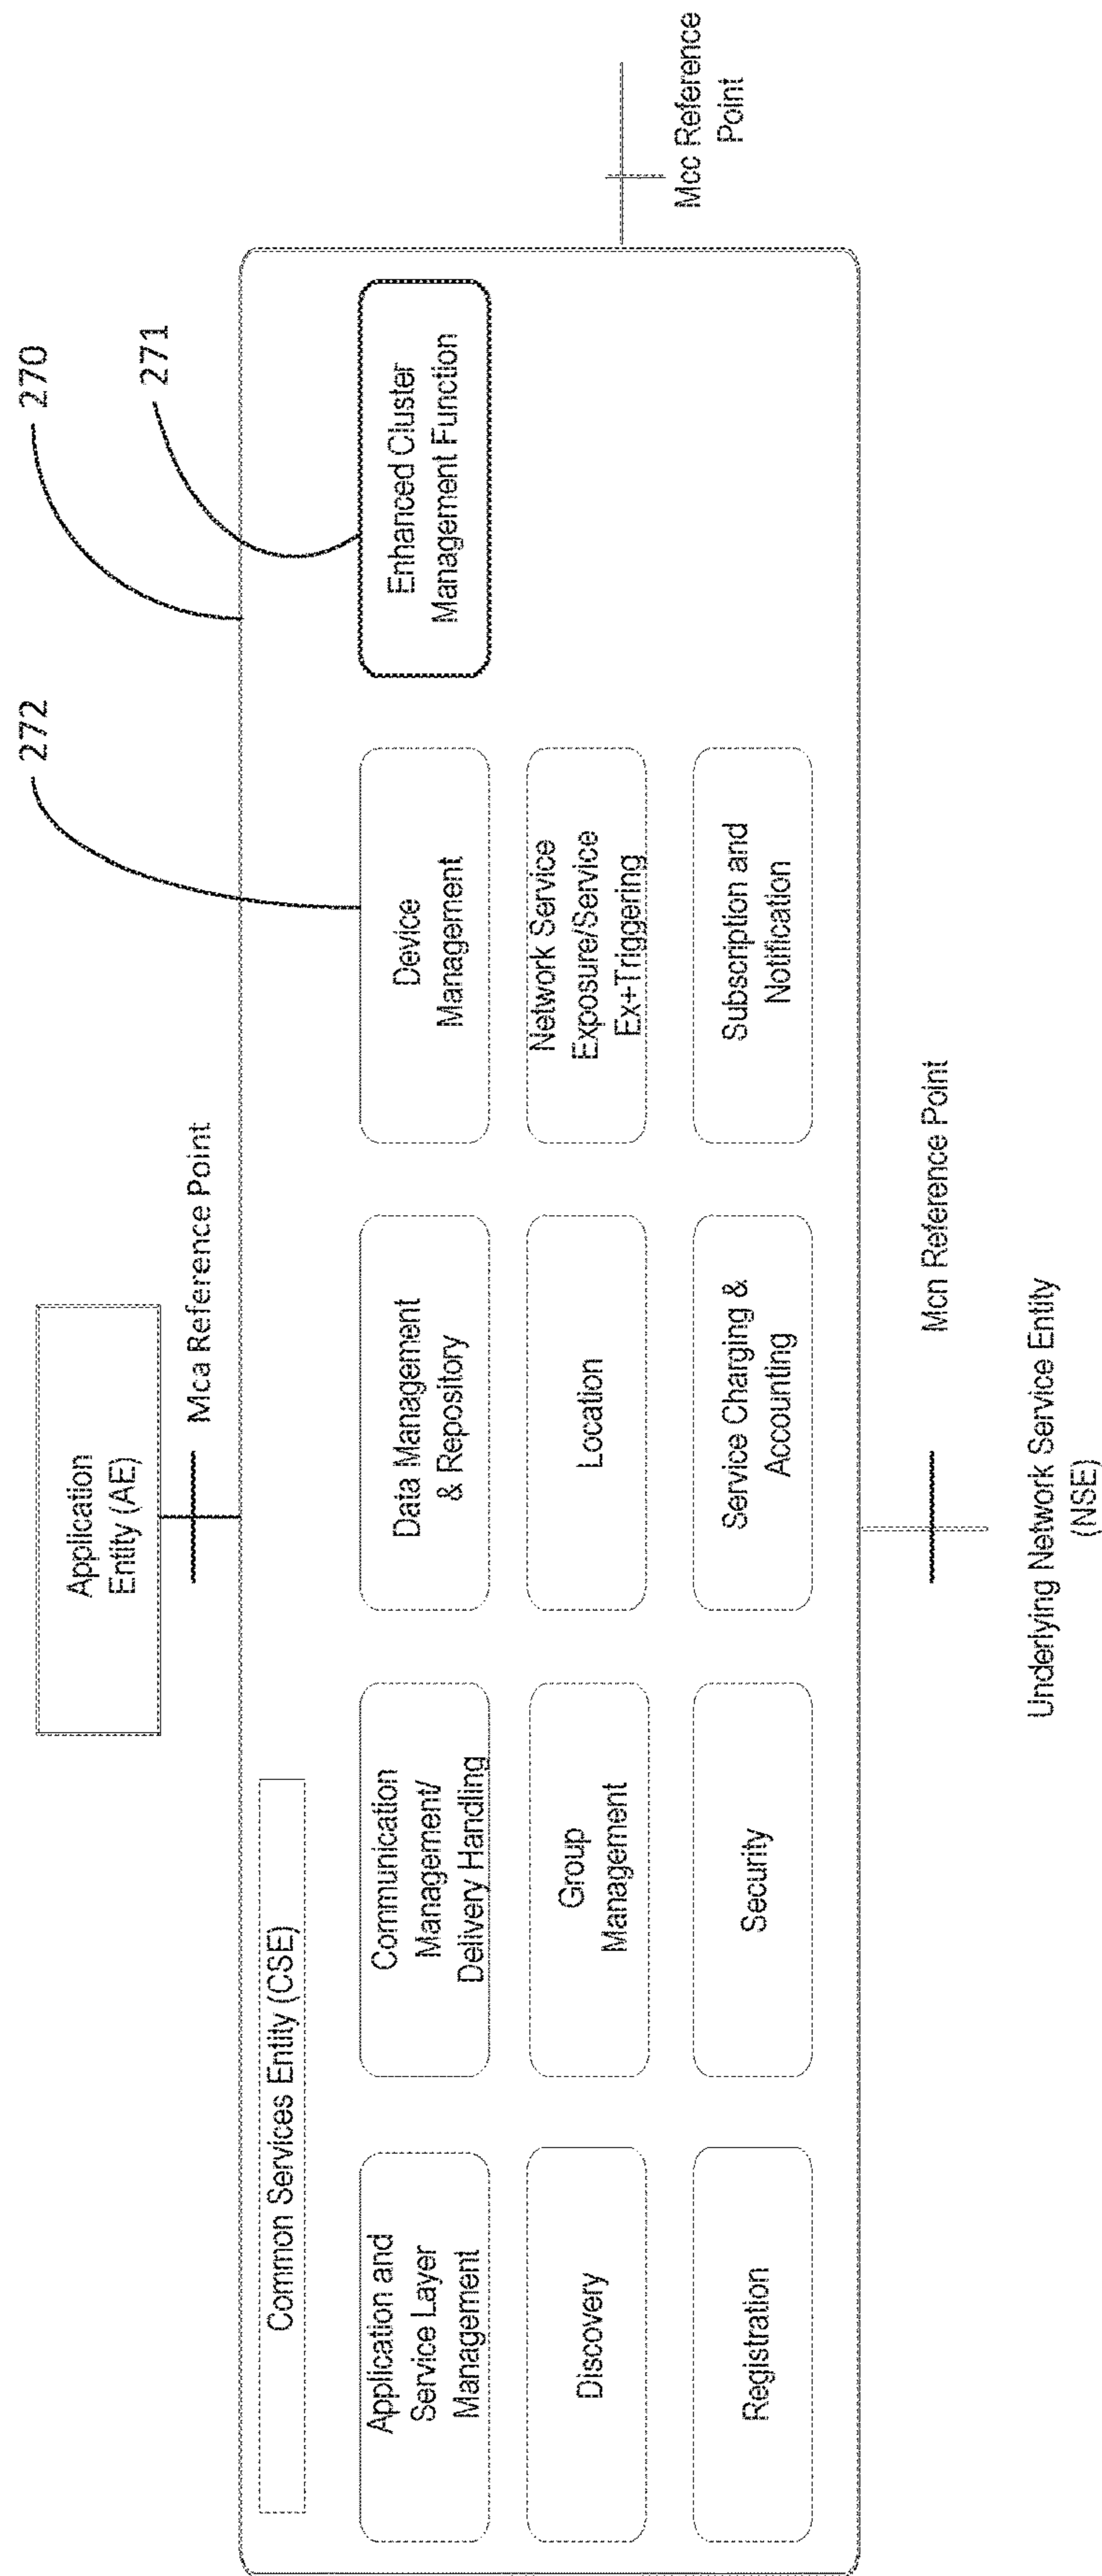 Application
Entity (AE)
Mca Reference Point
272
270
271
Common Services Entity (CSE)
Application and
Service Layer
Management
Communication
Management/
Delivery Handling
Data Management
& Repository
Device
Management
Enhanced Cluster
Management Function
Discovery
Group
Management
Location
Network Service
Exposure/Service
Ex+Triggering
Registration
Security
Service Charging &
Accounting
Subscription and
Notification
Mcc Reference
Point
Mcn Reference Point
Underlying Network Service Entity
(NSE)